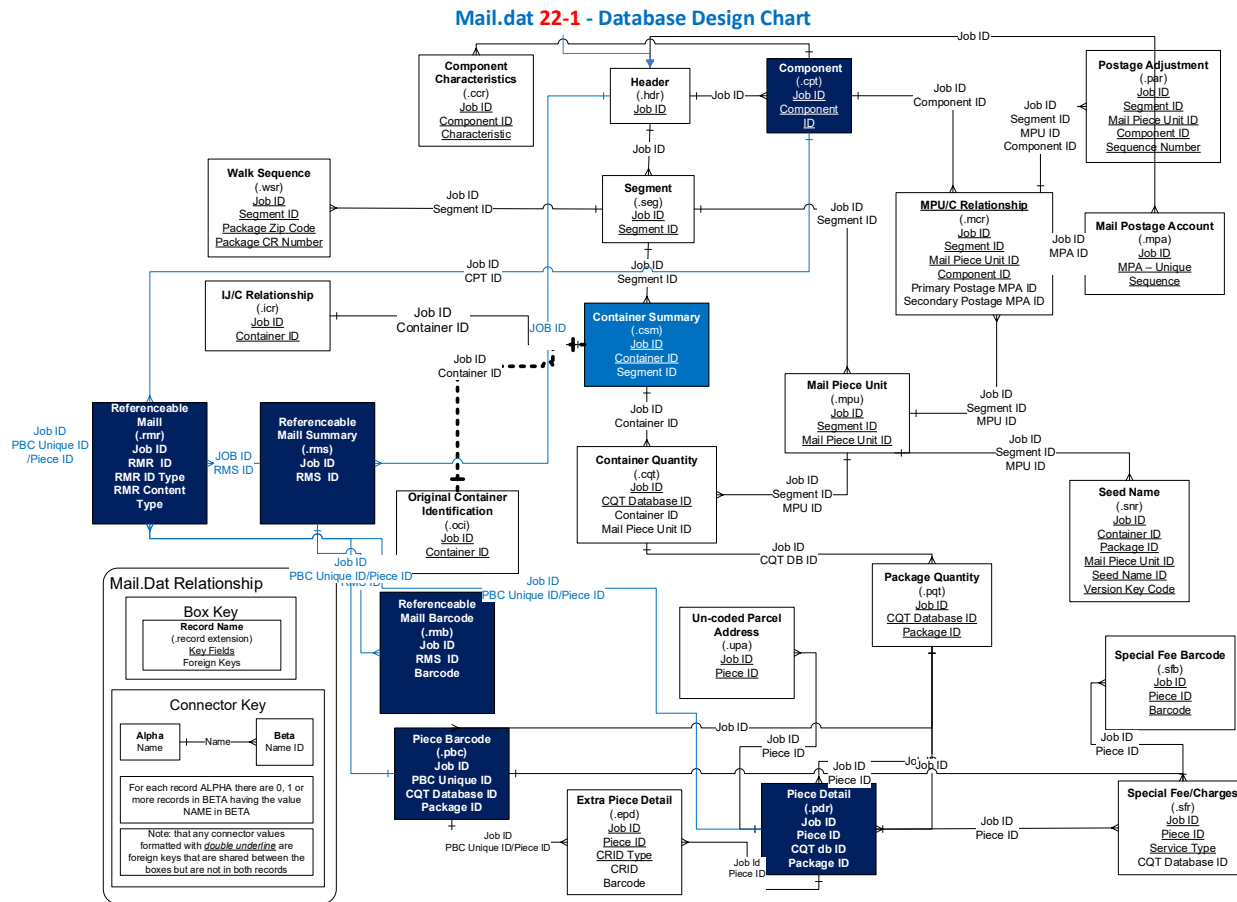 Mail.dat 22-1 - Database Design Chart
Component
Characteristics
(.ccr)
Job ID
Component ID
Characteristic
Header
(.hdr)
Job ID
Job ID
Component
(.cpt)
Job ID
Component
ID
Job ID
Job ID
Component ID
Postage Adjustment
(.par)
Job ID
Segment ID
Mail Piece Unit ID
Component ID
Sequence Number
Job ID
Segment ID
MPU ID
Component ID
Job ID
Walk Sequence
(.wsr)
Job ID
Segment ID
Package Zip Code
Package CR Number
Job ID
Segment ID
Segment
(.seg)
Job ID
Segment ID
Job ID
Segment ID
MPU/C Relationship
(.mcr)
Job ID
Segment ID
Mail Piece Unit ID
Component ID
Primary Postage MPA ID
Secondary Postage MPA ID
Job ID
MPA ID
Mail Postage Account
(.mpa)
Job ID
MPA – Unique
Sequence
Job ID
CPT ID
Job ID
Segment ID
IJ/C Relationship
(.icr)
Job ID
Container ID
Job ID
Container ID
JOB ID
Container Summary
(.csm)
Job ID
Container ID
Segment ID
Job ID
Container ID
Mail Piece Unit
(.mpu)
Job ID
Segment ID
Mail Piece Unit ID
Job ID
Segment ID
MPU ID
Job ID
PBC Unique ID
/Piece ID
Referenceable
Maill
(.rmr)
Job ID
RMR ID
RMR ID Type
RMR Content
Type
JOB ID
RMS ID
Referenceable
Maill Summary
(.rms)
Job ID
RMS ID
Job ID
Container ID
Container Quantity
(.cqt)
Job ID
CQT Database ID
Container ID
Mail Piece Unit ID
Job ID
Segment ID
MPU ID
Job ID
Segment ID
MPU ID
Original Container
Identification
(.oci)
Job ID
Container ID
Seed Name
(.snr)
Job ID
Container ID
Package ID
Mail Piece Unit ID
Seed Name ID
Version Key Code
Job ID
PBC Unique ID/Piece ID
Job ID
CQT DB ID
Job ID
PBC Unique ID/Piece ID
Package Quantity
(.pqt)
Job ID
CQT Database ID
Package ID
Mail.Dat Relationship
Box Key
Record Name
(.record extension)
Key Fields
Foreign Keys
Connector Key
Alpha
Name
Name
Beta
Name ID
For each record ALPHA there are 0, 1 or
more records in BETA having the value
NAME in BETA
Note: that any connector values
formatted with double underline are
foreign keys that are shared between the
boxes but are not in both records
Referenceable
Maill Barcode
(.rmb)
Job ID
RMS ID
Barcode
Un-coded Parcel
Address
(.upa)
Job ID
Piece ID
Special Fee Barcode
(.sfb)
Job ID
Piece ID
Barcode
Job ID
Job ID
Piece ID
Job ID
Job ID
Piece ID
Job ID
Job ID
Piece ID
Piece Barcode
(.pbc)
Job ID
PBC Unique ID
CQT Database ID
Package ID
Job ID
PBC Unique ID/Piece ID
Extra Piece Detail
(.epd)
Job ID
Piece ID
CRID Type
CRID
Barcode
Job Id
Piece ID
Piece Detail
(.pdr)
Job ID
Piece ID
CQT db ID
Package ID
Job ID
Piece ID
Special Fee/Charges
(.sfr)
Job ID
Piece ID
Service Type
CQT Database ID